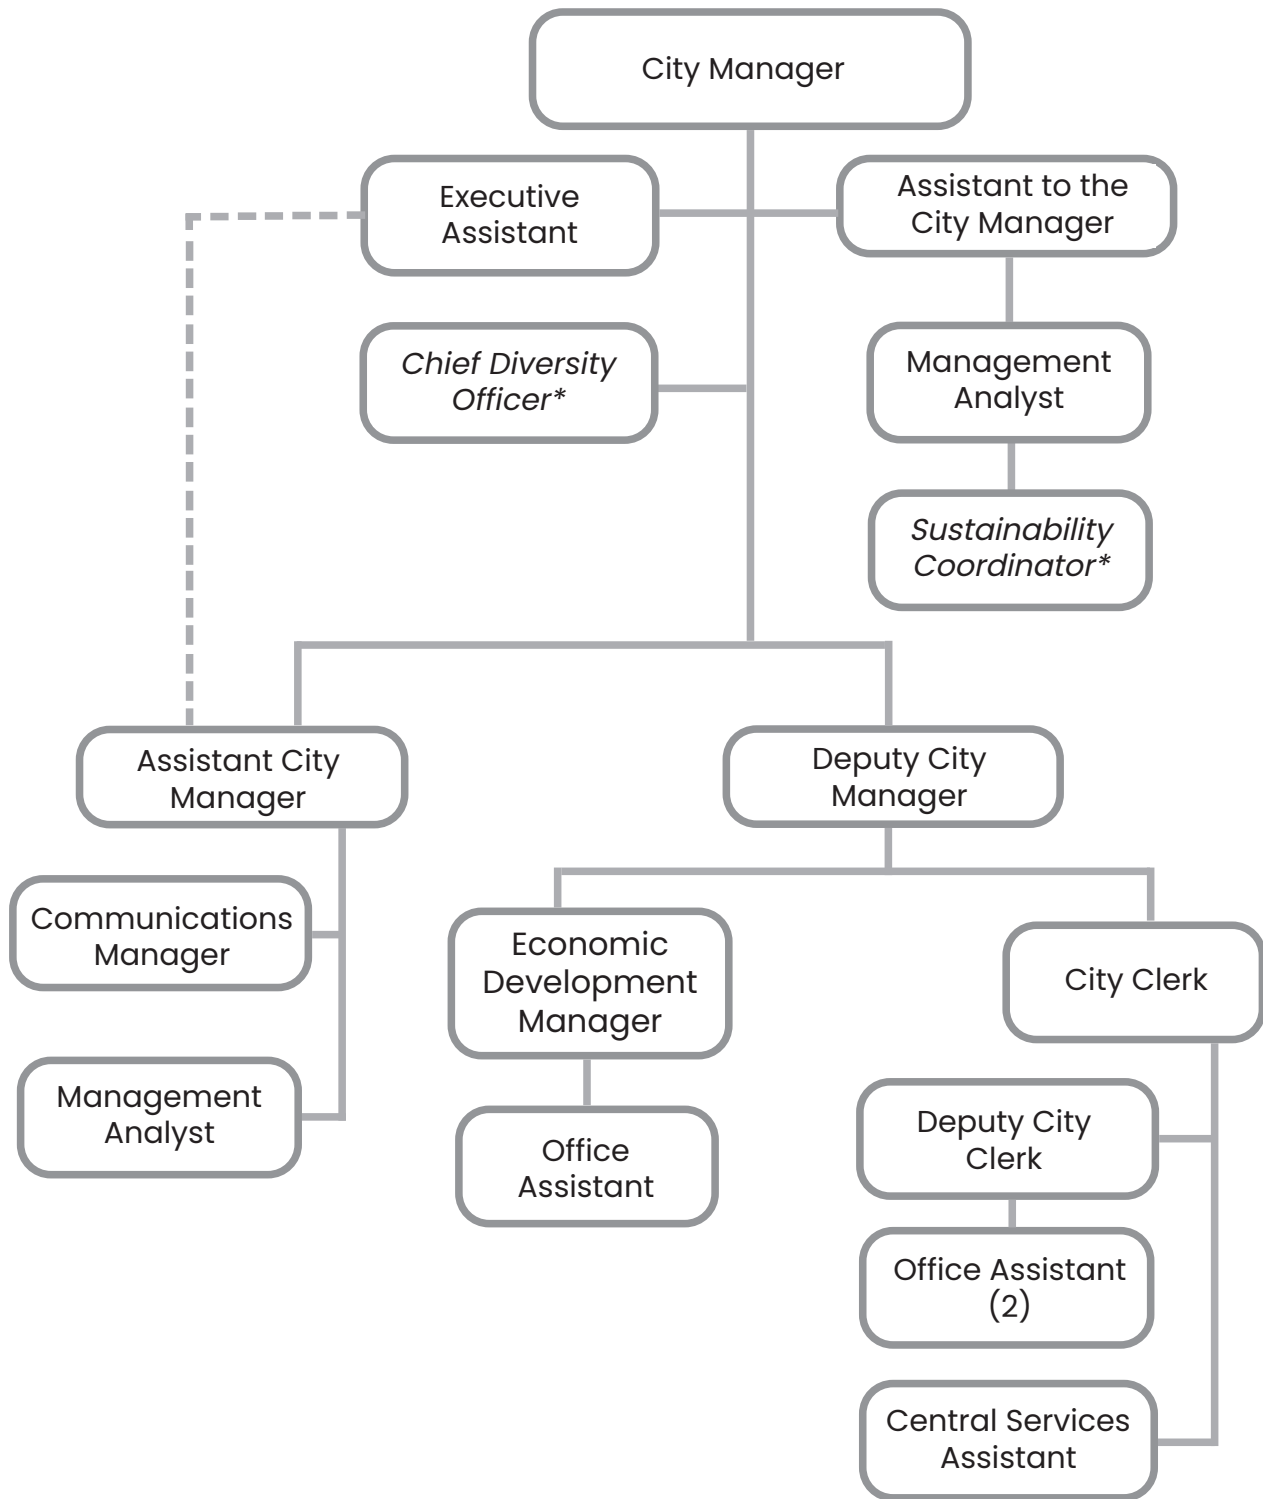 City Manager
Executive
Assistant
Assistant to the
City Manager
Chief Diversity
Officer*
Management
Analyst
Sustainability
Coordinator*
Assistant City
Manager
Deputy City
Manager
Communications
Manager
Management
Analyst
Economic
Development
Manager
Office
Assistant
City Clerk
Deputy City
Clerk
Office Assistant
(2)
Central Services
Assistant